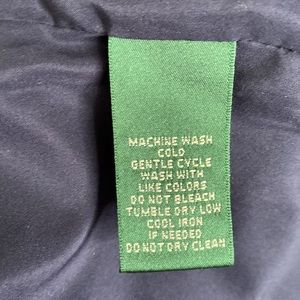 MACHINE WASH
COLD
GENTLE CYCLE
WASH WITH
LIKE COLORS
DO NOT BLEACH
TUMBLE DRY LOW
COOL IRON
IF NEEDED
DO NOT DRY CLEAN